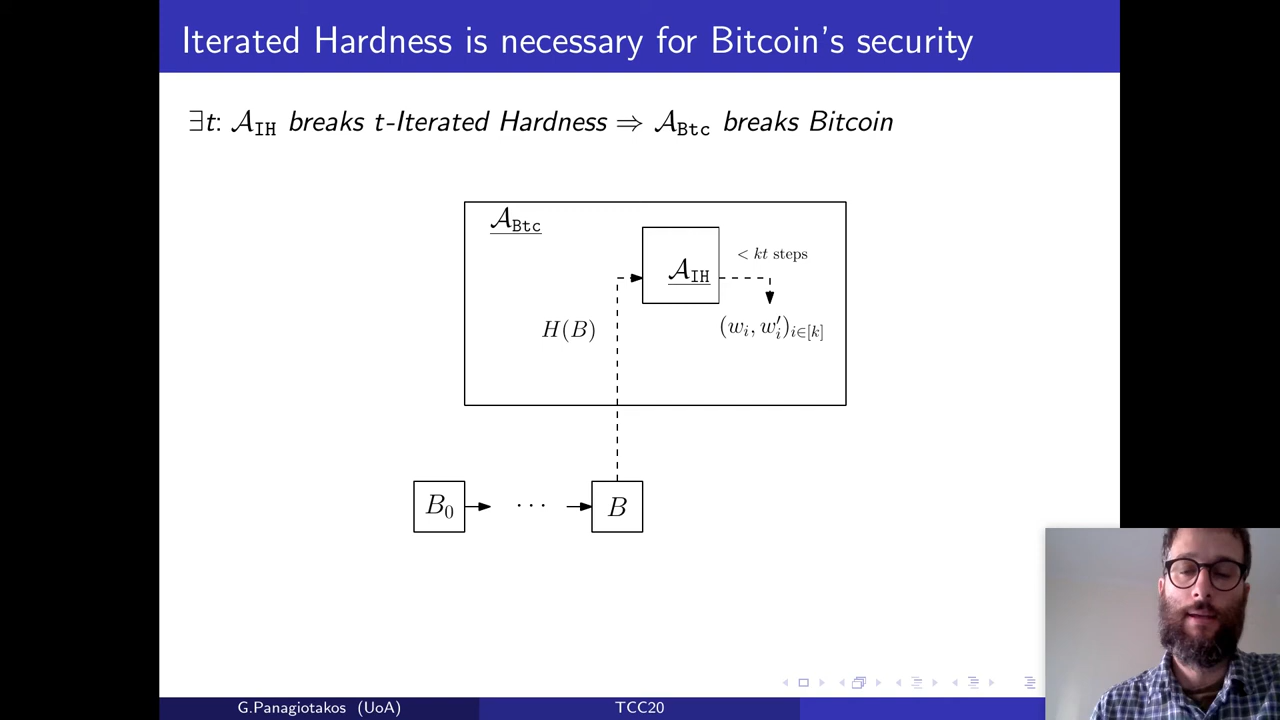 Iterated Hardness is necessary for Bitcoin's security
∃t: 𝒜_IH breaks t-Iterated Hardness ⇒ 𝒜_Btc breaks Bitcoin
𝒜_Btc
< kt steps
𝒜_IH
H(B)
(w_i, w'_i)_{i∈[k]}
B_0
· · ·
B
G.Panagiotakos (UoA)
TCC20